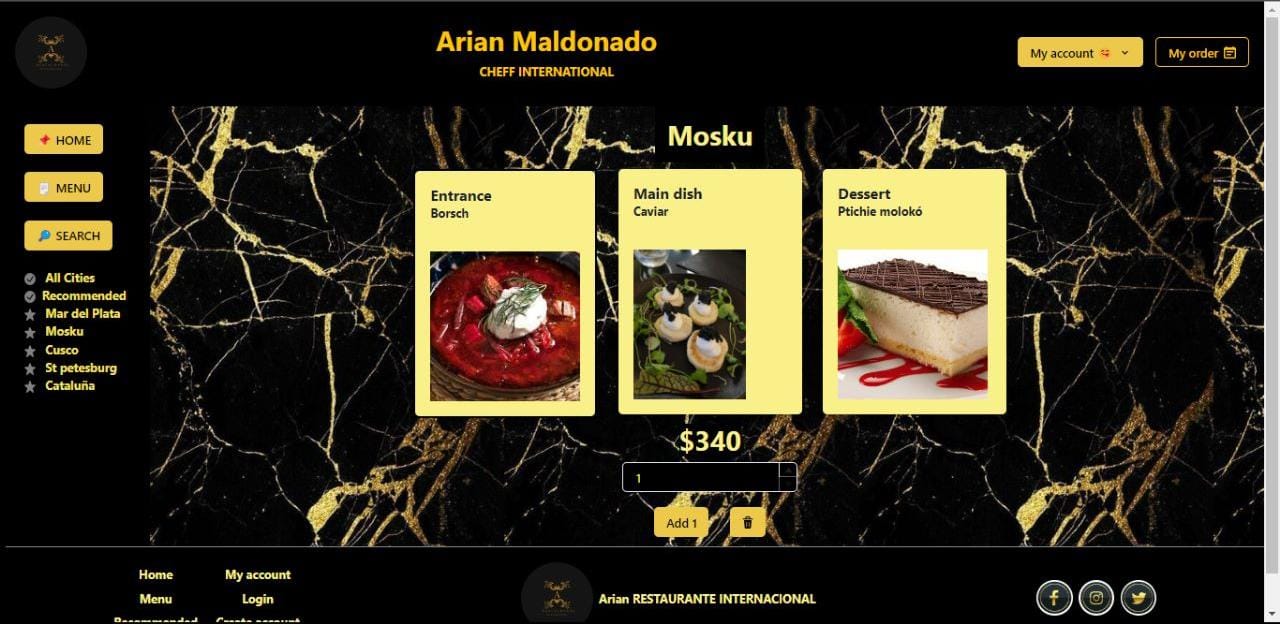 Arian Maldonado
CHEFF INTERNATIONAL
My account
My order
HOME
MENU
SEARCH
All Cities
Recommended
Mar del Plata
Mosku
Cusco
St petesburg
Cataluña
Mosku
Entrance
Borsch
Main dish
Caviar
Dessert
Ptichie molokó
$340
1
Add 1
Home
My account
Menu
Login
Recommended
Create account
Arian RESTAURANTE INTERNACIONAL